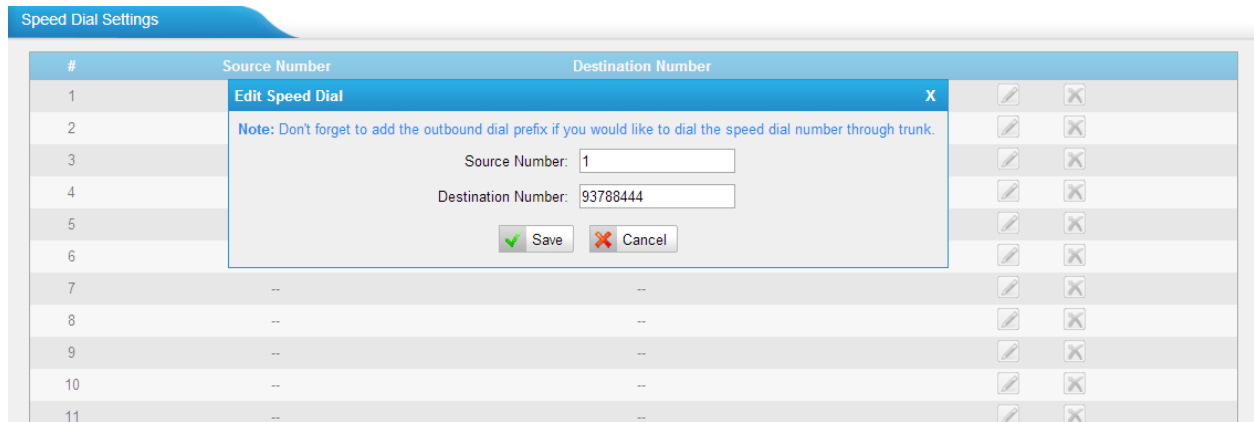 Speed Dial Settings
# Source Number Destination Number
Edit Speed Dial X
Note: Don't forget to add the outbound dial prefix if you would like to dial the speed dial number through trunk.
Source Number: 1
Destination Number: 93788444
Save Cancel
1
2
3
4
5
6
7 -- --
8 -- --
9 -- --
10 -- --
11 -- --